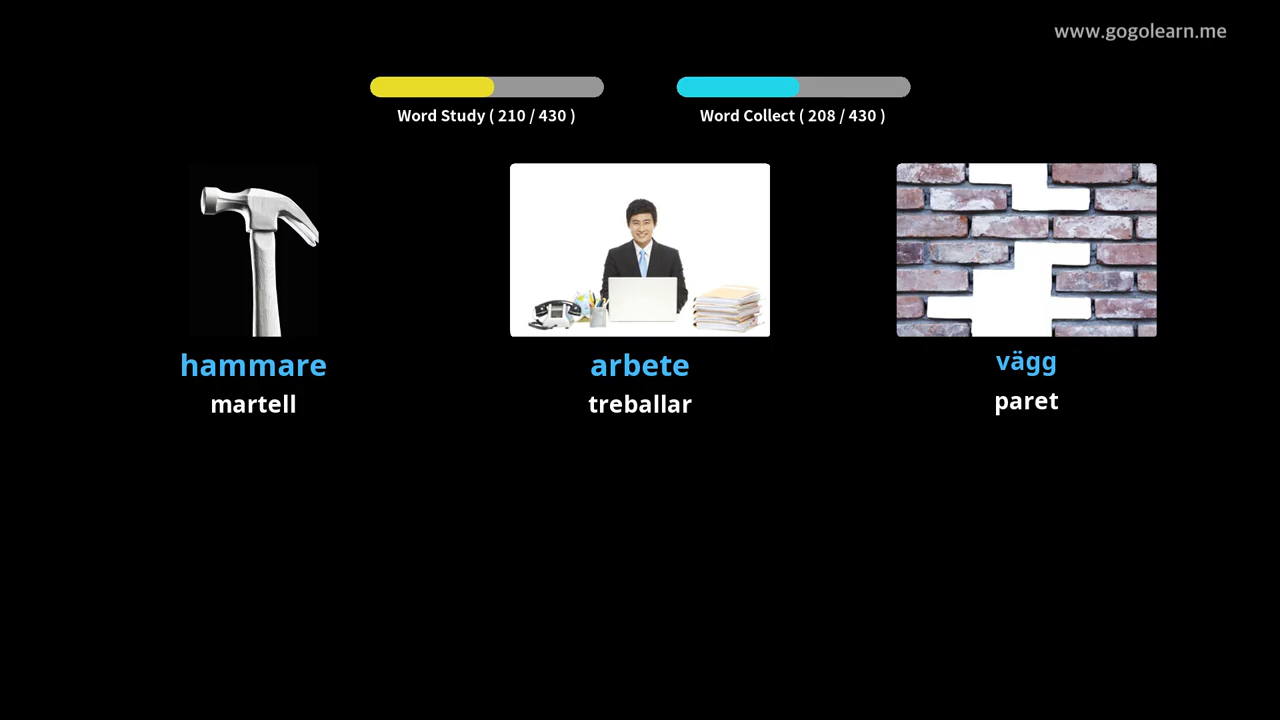 www.gogolearn.me
Word Study ( 210 / 430 )
Word Collect ( 208 / 430 )
hammare
arbete
vägg
martell
treballar
paret